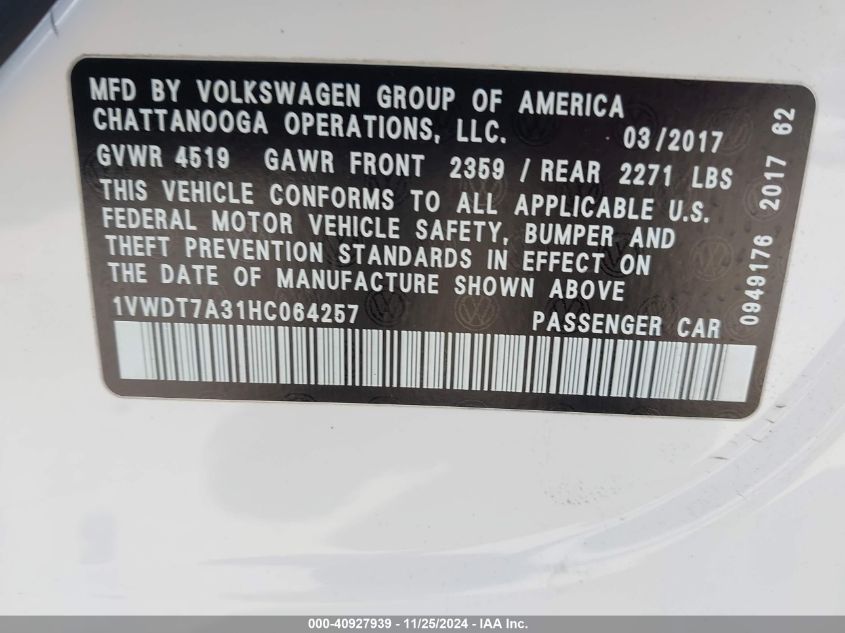 MFD BY VOLKSWAGEN GROUP OF AMERICA
CHATTANOOGA OPERATIONS, LLC. 03/2017
GVWR 4519 GAWR FRONT 2359 / REAR 2271 LBS
THIS VEHICLE CONFORMS TO ALL APPLICABLE U.S.
FEDERAL MOTOR VEHICLE SAFETY, BUMPER AND
THEFT PREVENTION STANDARDS IN EFFECT ON
THE DATE OF MANUFACTURE SHOWN ABOVE
1VWDT7A31HC064257 PASSENGER CAR
0949176 2017 62
000-40927939 - 11/25/2024 - IAA Inc.